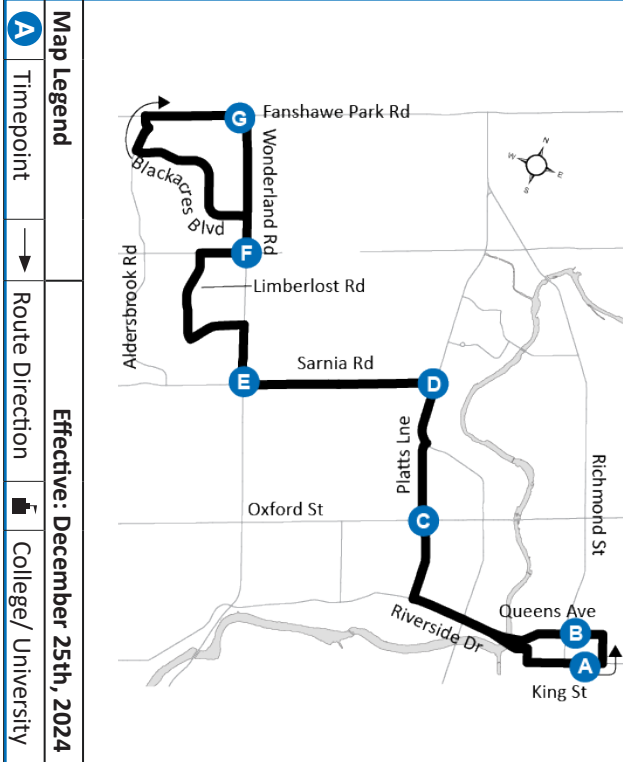 Map Legend
Effective: December 25th, 2024
A
Timepoint
Route Direction
College/ University
G
Fanshawe Park Rd
N
W
E
S
Wonderland Rd
Blackacres Blvd
F
Limberlost Rd
Aldersbrook Rd
E
Sarnia Rd
D
Platts Lne
Richmond St
Oxford St
C
Riverside Dr
Queens Ave
B
A
King St